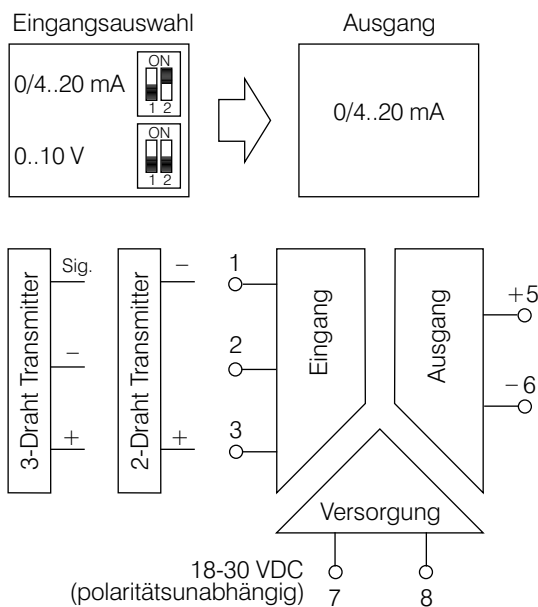 Eingangsauswahl
Ausgang
0/4..20 mA
ON
1 2
0..10 V
ON
1 2
0/4..20 mA
3-Draht Transmitter
Sig.
−
+
2-Draht Transmitter
−
+
1
2
3
Eingang
Ausgang
+5
−6
Versorgung
18-30 VDC
(polaritätsunabhängig)
7
8